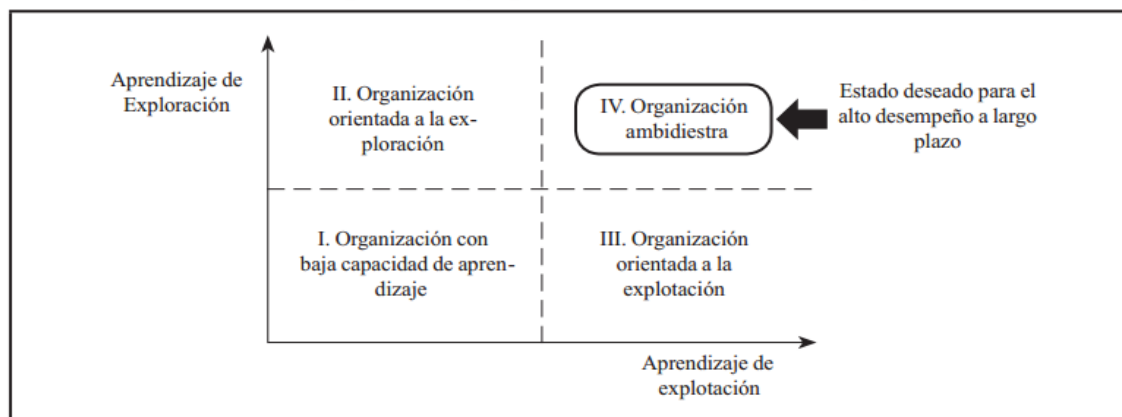 Aprendizaje de
Exploración
II. Organización
orientada a la ex-
ploración
IV. Organización
ambidiestra
Estado deseado para el
alto desempeño a largo
plazo
I. Organización con
baja capacidad de apren-
dizaje
III. Organización
orientada a la
explotación
Aprendizaje de
explotación